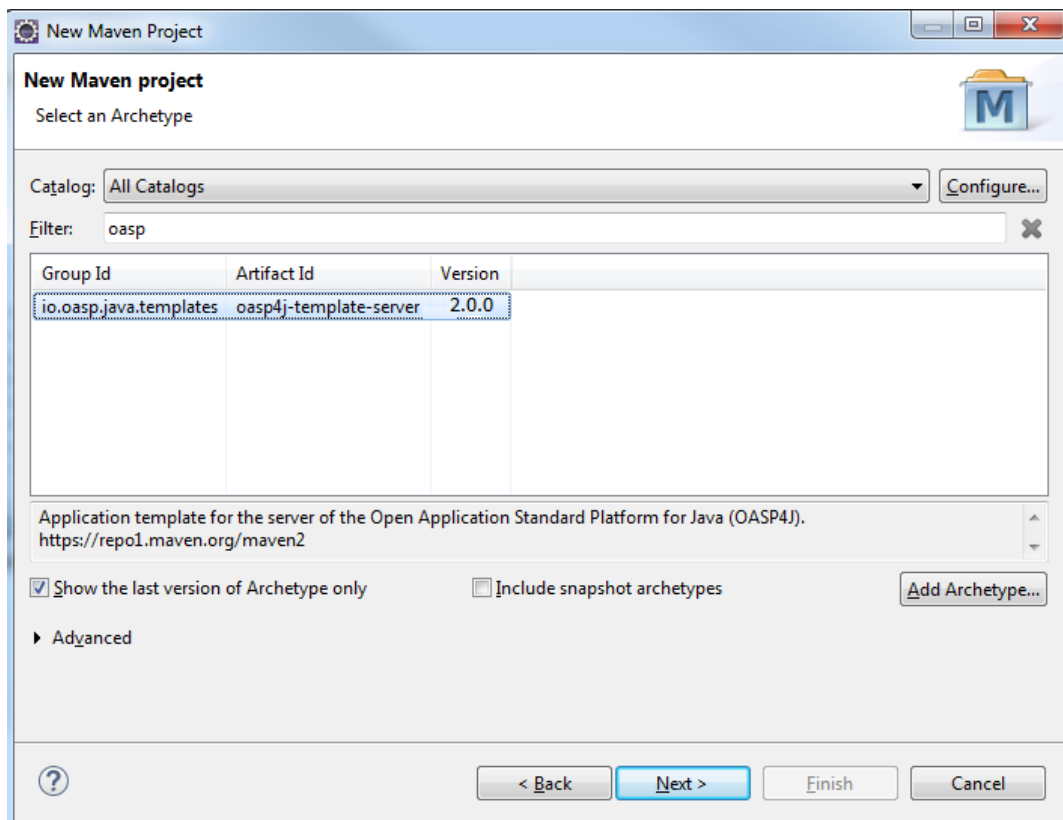 New Maven Project
New Maven project
Select an Archetype
M
Catalog: All Catalogs Configure...
Filter: oasp
Group Id Artifact Id Version
io.oasp.java.templates oasp4j-template-server 2.0.0
Application template for the server of the Open Application Standard Platform for Java (OASP4J).
https://repo1.maven.org/maven2
Show the last version of Archetype only Include snapshot archetypes Add Archetype...
Advanced
? < Back Next > Finish Cancel